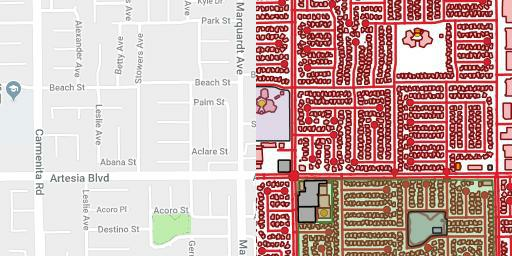 Kyle Dr
Park St
Marquardt Ave
Alexander Ave
Betty Ave
Stowers Ave
Beach St
Beach St
Palm St
Leslie Ave
Carmenita Rd
Aclare St
Abana St
Artesia Blvd
Leslie Ave
Acoro Pl
Acoro St
Destino St
Ma